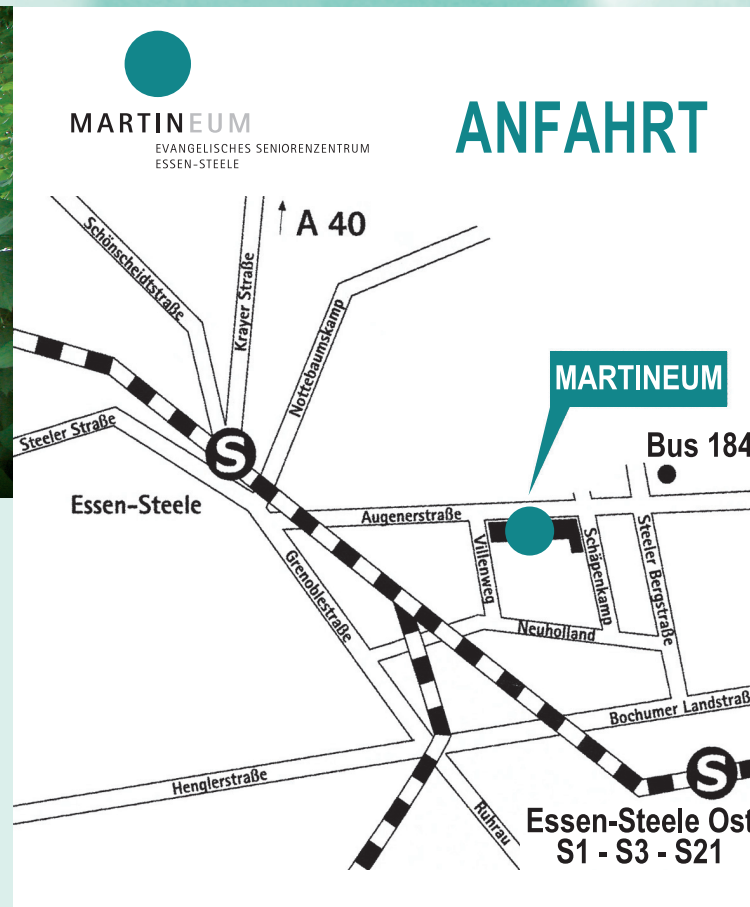 MARTINEUM
EVANGELISCHES SENIORENZENTRUM
ESSEN-STEELE
ANFAHRT
A 40
Schönscheidtstraße
Krayer Straße
Nottebaumskamp
MARTINEUM
Steeler Straße
S
Bus 184
Essen-Steele
Augenerstraße
Villenweg
Schäpenkamp
Steeler Bergstraße
Grenoblestraße
Neuholland
Bochumer Landstraß
Henglerstraße
S
Ruhrau
Essen-Steele Ost
S1 - S3 - S21